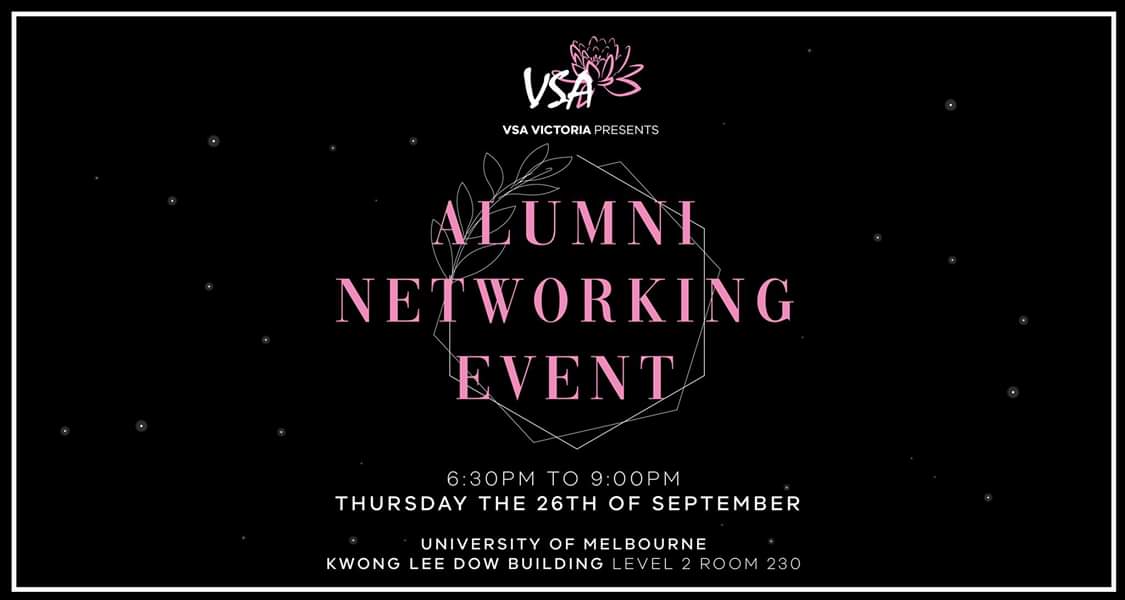 VSA
VSA VICTORIA PRESENTS
ALUMNI
NETWORKING
EVENT
6:30PM TO 9:00PM
THURSDAY THE 26TH OF SEPTEMBER
UNIVERSITY OF MELBOURNE
KWONG LEE DOW BUILDING LEVEL 2 ROOM 230